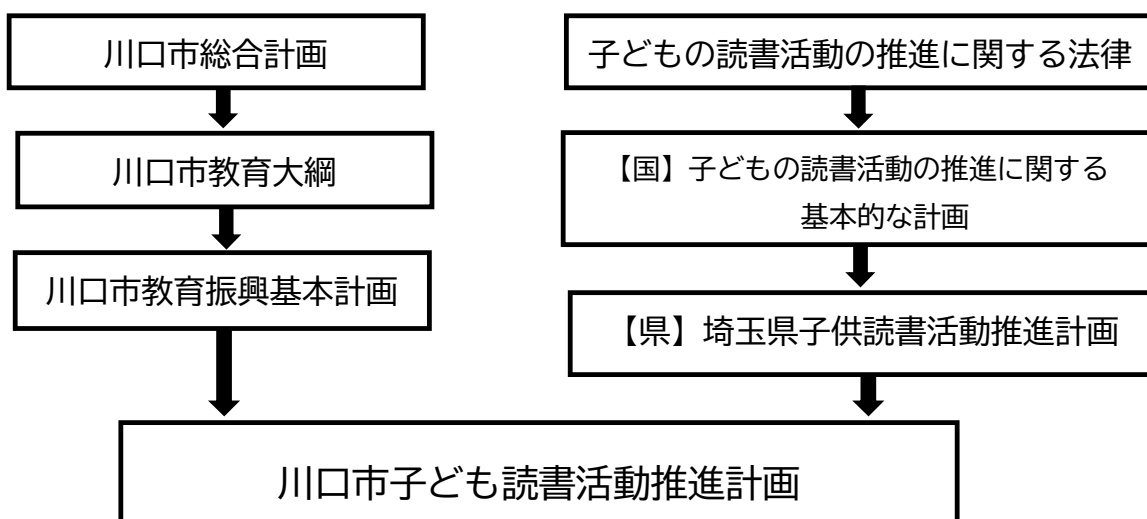 川口市総合計画
川口市教育大綱
川口市教育振興基本計画
子どもの読書活動の推進に関する法律
【国】子どもの読書活動の推進に関する
基本的な計画
【県】埼玉県子供読書活動推進計画
川口市子ども読書活動推進計画